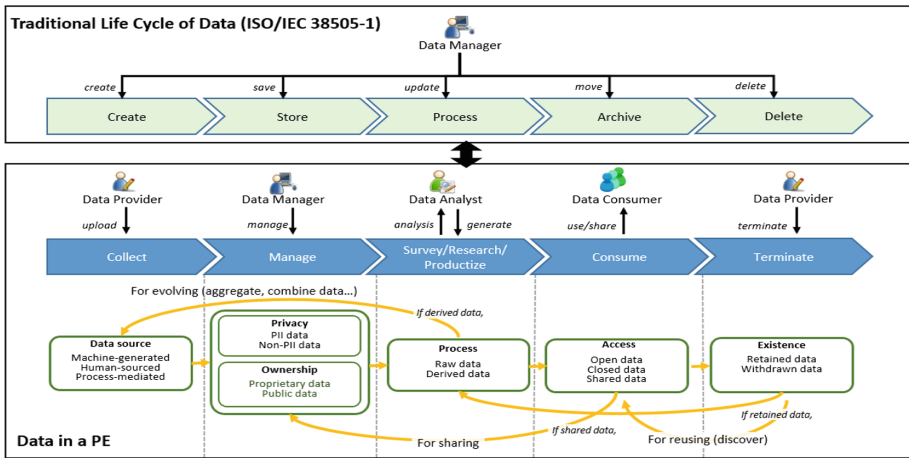 Traditional Life Cycle of Data (ISO/IEC 38505-1)
Data Manager
create
save
update
move
delete
Create
Store
Process
Archive
Delete
Data Provider
Data Manager
Data Analyst
Data Consumer
Data Provider
upload
manage
analysis
generate
use/share
terminate
Collect
Manage
Survey/Research/
Productize
Consume
Terminate
For evolving (aggregate, combine data...)
If derived data,
Data source
Machine-generated
Human-sourced
Process-mediated
Privacy
PII data
Non-PII data
Ownership
Proprietary data
Public data
Process
Raw data
Derived data
Access
Open data
Closed data
Shared data
Existence
Retained data
Withdrawn data
If retained data,
If shared data,
For sharing
For reusing (discover)
Data in a PE